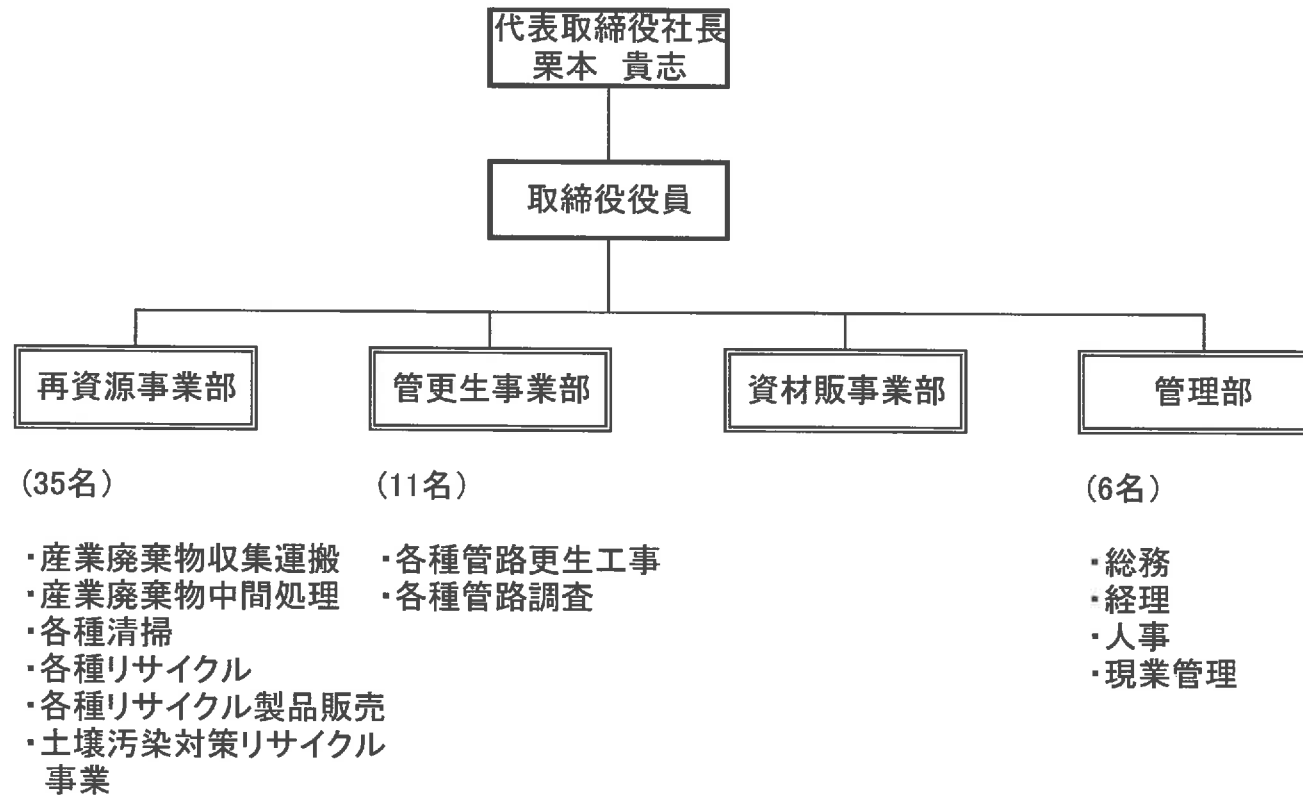 代表取締役社長
栗本 貴志
取締役役員
再資源事業部
管更生事業部
資材販事業部
管理部
(35名)
(11名)
(6名)
・産業廃棄物収集運搬
・産業廃棄物中間処理
・各種清掃
・各種リサイクル
・各種リサイクル製品販売
・土壌汚染対策リサイクル
事業
・各種管路更生工事
・各種管路調査
・総務
・経理
・人事
・現業管理